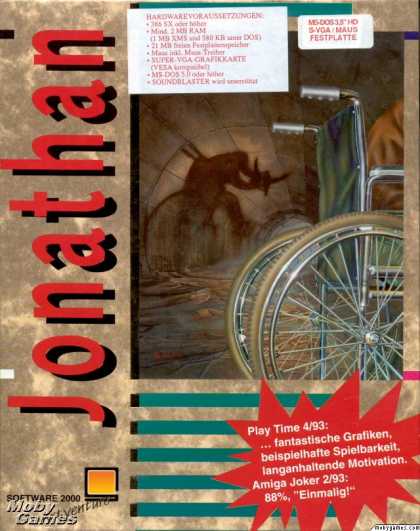 HARDWAREVORAUSSETZUNGEN:
• 386 SX oder höher
• Mind. 2 MB RAM
(1 MB XMS und 580 KB unter DOS)
• 21 MB freien Festplattenspeicher
• Maus inkl. Maus Treiber
• SUPER-VGA-GRAFIKKARTE
(VESA kompatibel)
• MS-DOS 5.0 oder höher
• SOUNDBLASTER wird unterstützt
MS-DOS 3,5" HD
S-VGA / MAUS
FESTPLATTE
Jonathan
Play Time 4/93:
... fantastische Grafiken,
beispielhafte Spielbarkeit,
langanhaltende Motivation.
Amiga Joker 2/93:
88%, "Einmalig!"
SOFTWARE 2000
Moby
Games
mobygames.com